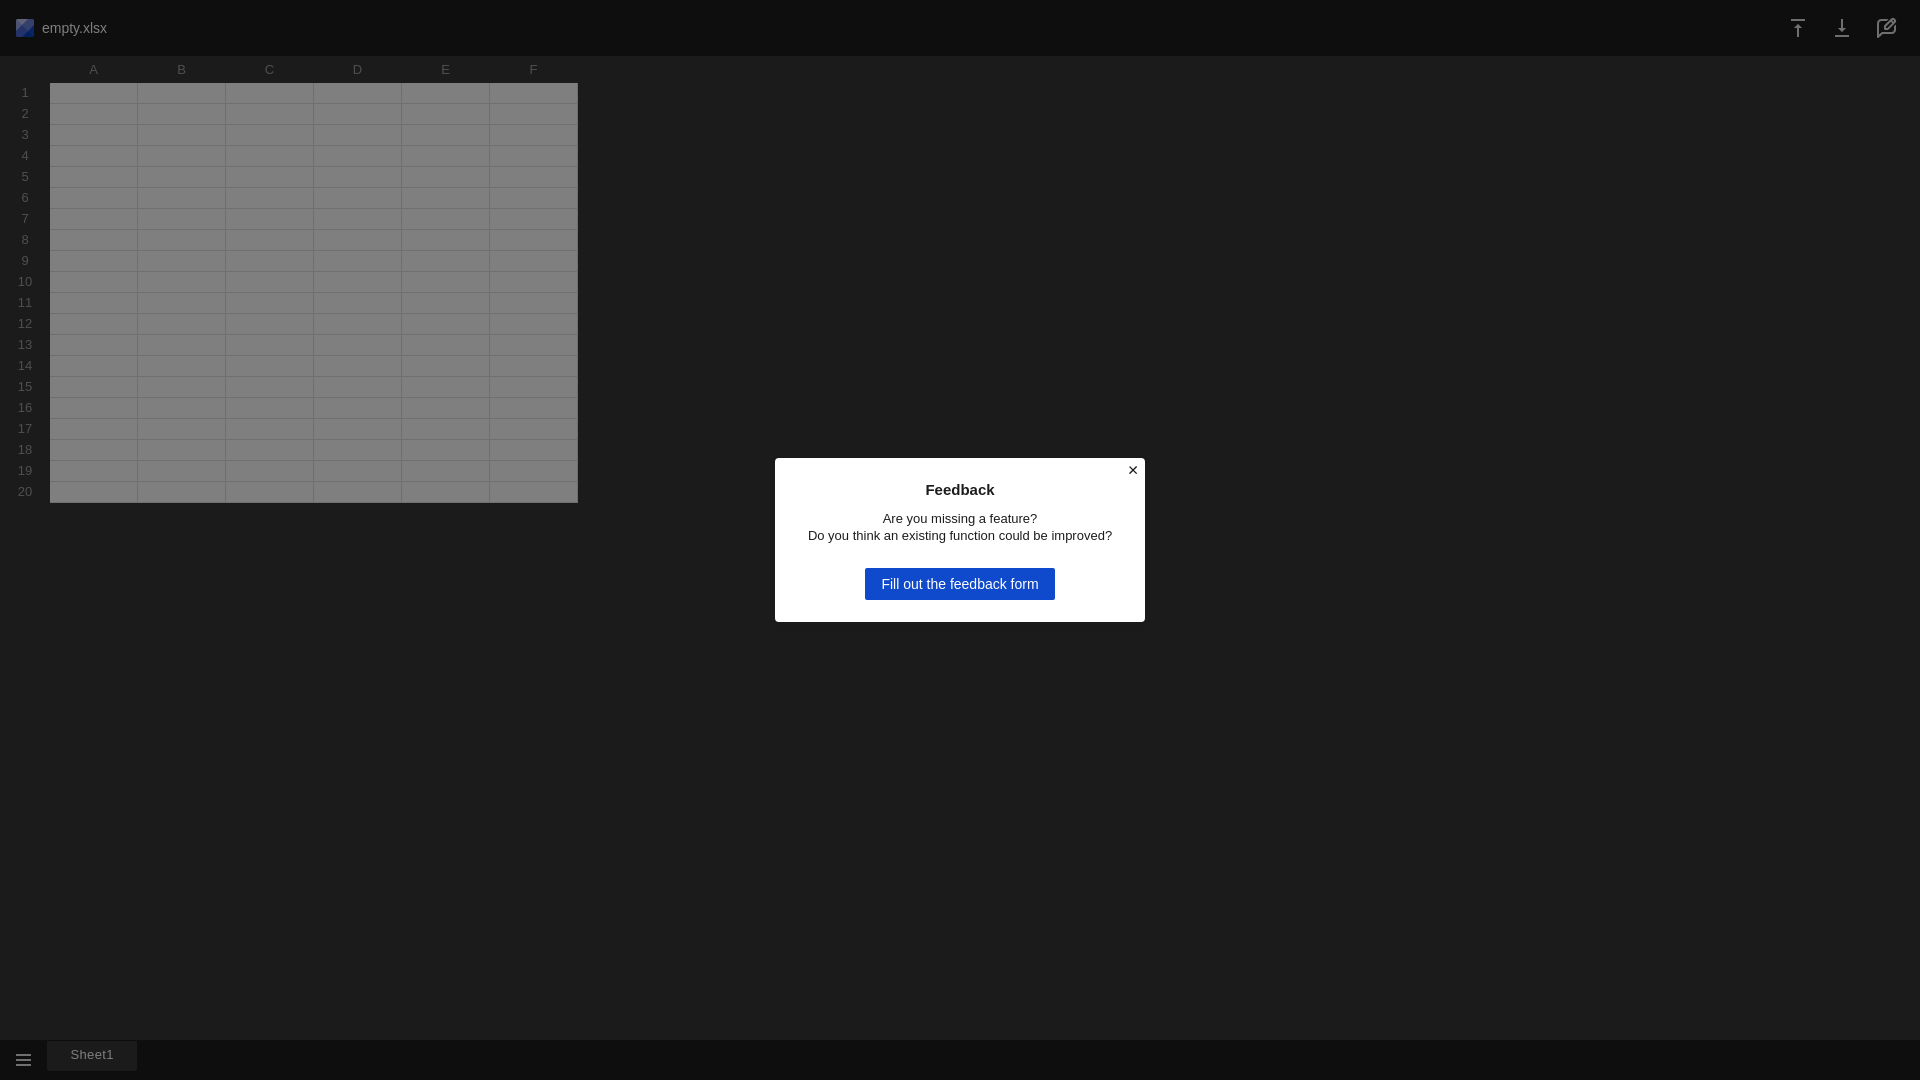 empty.xlsx
A B C D E F
1
2
3
4
5
6
7
8
9
10
11
12
13
14
15
16
17
18
19
20
Feedback
Are you missing a feature?
Do you think an existing function could be improved?
Fill out the feedback form
Sheet1